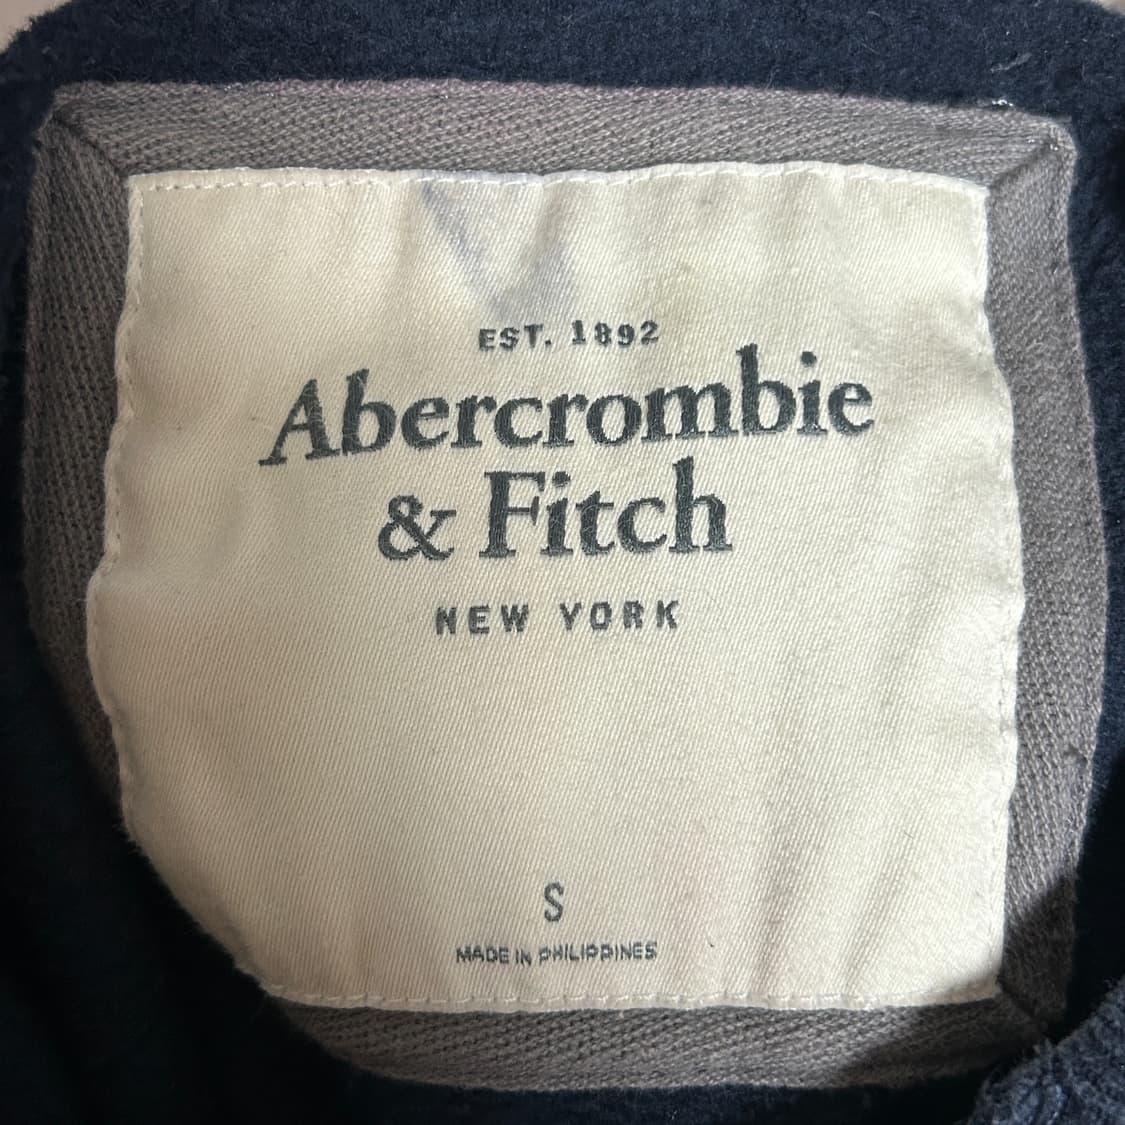 EST. 1892
Abercrombie
& Fitch
NEW YORK
S
MADE IN PHILIPPINES